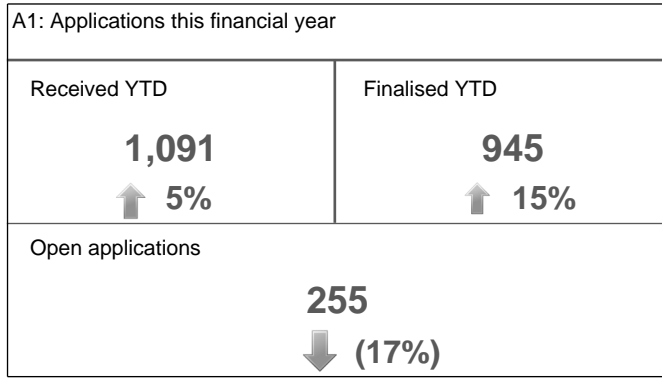 A1: Applications this financial year
Received YTD
Finalised YTD
1,091
945
5%
15%
Open applications
255
(17%)